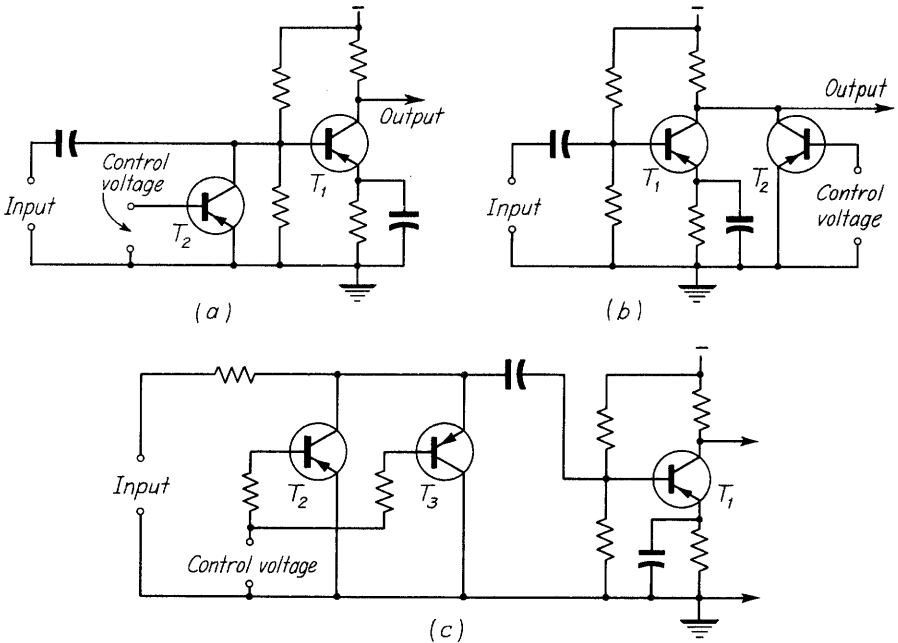 Output
Control
voltage
T1
Input
T2
(a)
Output
Input
T1
T2
Control
voltage
(b)
Input
T2
T3
T1
Control voltage
(c)